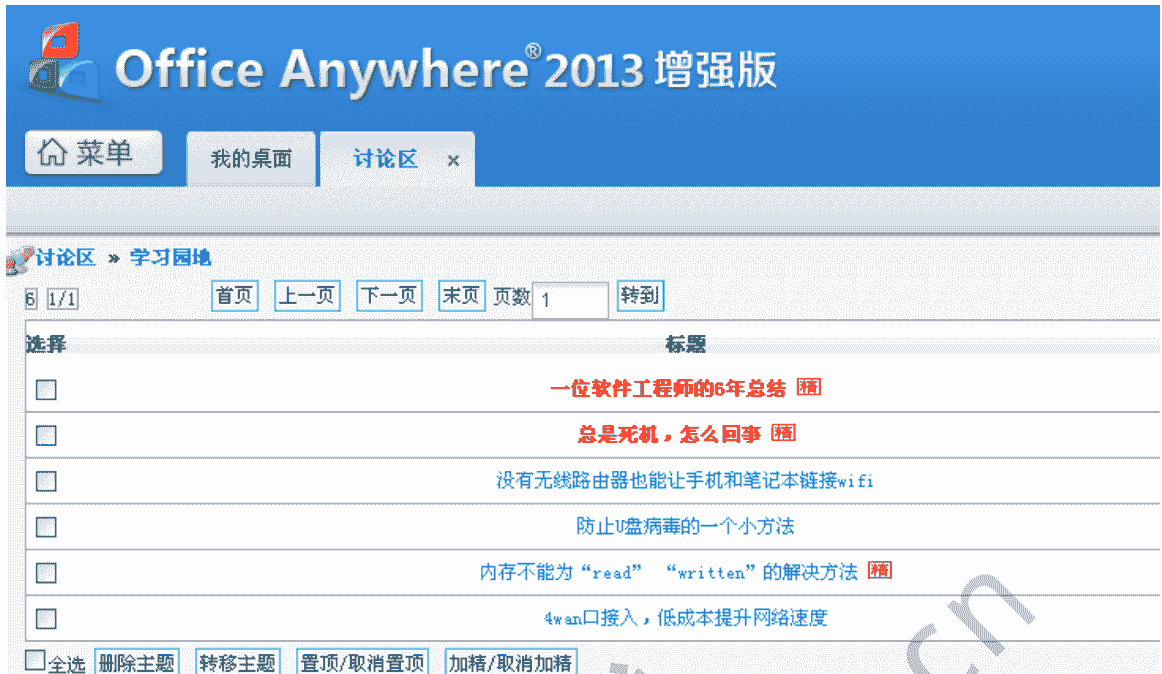 Office Anywhere® 2013 增强版
菜单 我的桌面 讨论区 ×
讨论区 » 学习园地
6 1/1 首页 上一页 下一页 末页 页数 1 转到
选择 标题
一位软件工程师的6年总结 精
总是死机，怎么回事 精
没有无线路由器也能让手机和笔记本链接wifi
防止U盘病毒的一个小方法
内存不能为“read” “written”的解决方法 精
4wan口接入，低成本提升网络速度
全选 删除主题 转移主题 置顶/取消置顶 加精/取消加精
cn